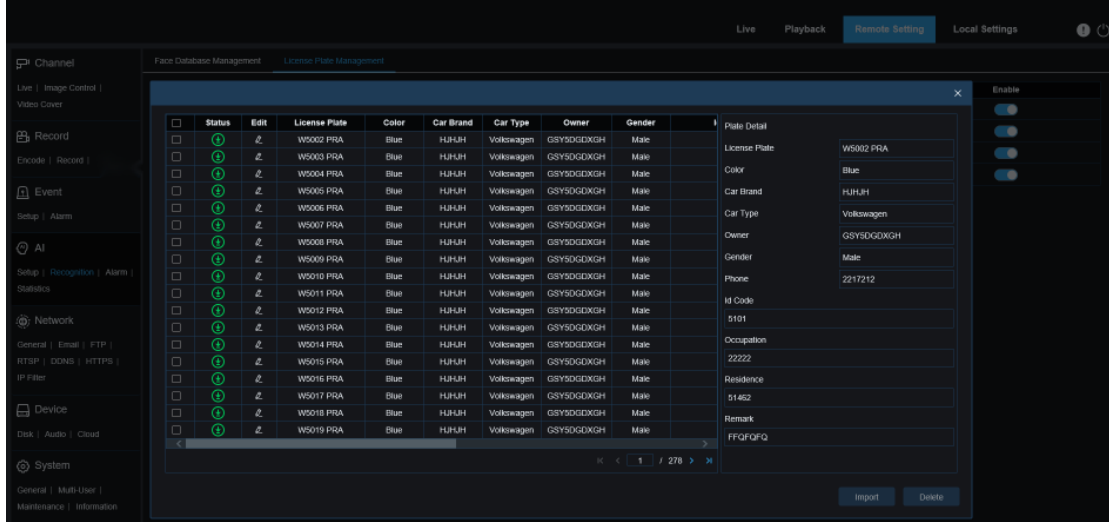 Live Playback Remote Setting Local Settings
Channel
Live | Image Control |
Video Cover
Record
Encode | Record |
Event
Setup | Alarm
AI
Setup | Recognition | Alarm |
Statistics
Network
General | Email | FTP |
RTSP | DDNS | HTTPS |
IP Filter
Device
Disk | Audio | Cloud
System
General | Multi-User |
Maintenance | Information
Face Database Management License Plate Management
Enable
Status Edit License Plate Color Car Brand Car Type Owner Gender
W5002 PRA Blue HJHJH Volkswagen GSY5DGDXGH Male
W5003 PRA Blue HJHJH Volkswagen GSY5DGDXGH Male
W5004 PRA Blue HJHJH Volkswagen GSY5DGDXGH Male
W5005 PRA Blue HJHJH Volkswagen GSY5DGDXGH Male
W5006 PRA Blue HJHJH Volkswagen GSY5DGDXGH Male
W5007 PRA Blue HJHJH Volkswagen GSY5DGDXGH Male
W5008 PRA Blue HJHJH Volkswagen GSY5DGDXGH Male
W5009 PRA Blue HJHJH Volkswagen GSY5DGDXGH Male
W5010 PRA Blue HJHJH Volkswagen GSY5DGDXGH Male
W5011 PRA Blue HJHJH Volkswagen GSY5DGDXGH Male
W5012 PRA Blue HJHJH Volkswagen GSY5DGDXGH Male
W5013 PRA Blue HJHJH Volkswagen GSY5DGDXGH Male
W5014 PRA Blue HJHJH Volkswagen GSY5DGDXGH Male
W5015 PRA Blue HJHJH Volkswagen GSY5DGDXGH Male
W5016 PRA Blue HJHJH Volkswagen GSY5DGDXGH Male
W5017 PRA Blue HJHJH Volkswagen GSY5DGDXGH Male
W5018 PRA Blue HJHJH Volkswagen GSY5DGDXGH Male
W5019 PRA Blue HJHJH Volkswagen GSY5DGDXGH Male
1 / 278
Plate Detail
License Plate W5002 PRA
Color Blue
Car Brand HJHJH
Car Type Volkswagen
Owner GSY5DGDXGH
Gender Male
Phone 2217212
Id Code
5101
Occupation
22222
Residence
51462
Remark
FFQFQFQ
Import Delete